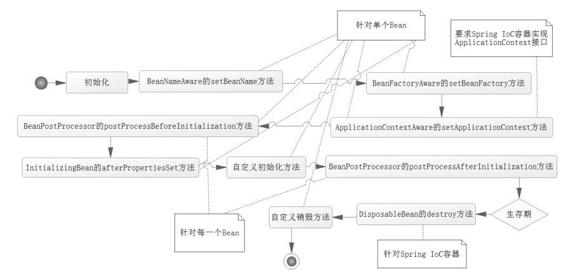 针对单个Bean
要求Spring IoC容器实现
ApplicationContext接口
初始化
BeanNameAware的setBeanName方法
BeanFactoryAware的setBeanFactory方法
BeanPostProcessor的postProcessBeforeInitialization方法
ApplicationContextAware的setApplicationContext方法
InitializingBean的afterPropertiesSet方法
自定义初始化方法
BeanPostProcessor的postProcessAfterInitialization方法
针对每一个Bean
自定义销毁方法
DisposableBean的destroy方法
生存期
针对Spring IoC容器